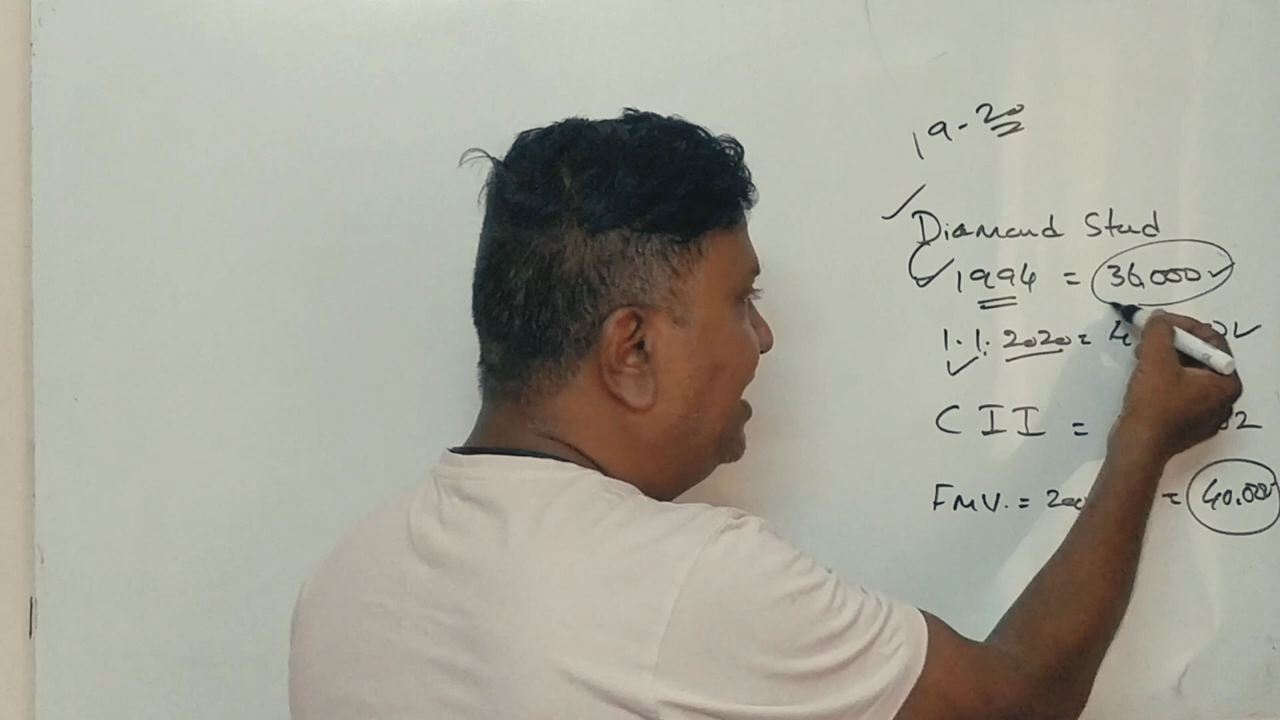 19-20
Diamond Stud
1994 = 36,000
1.1.2020 =
CII =
FMV. = = 40,000